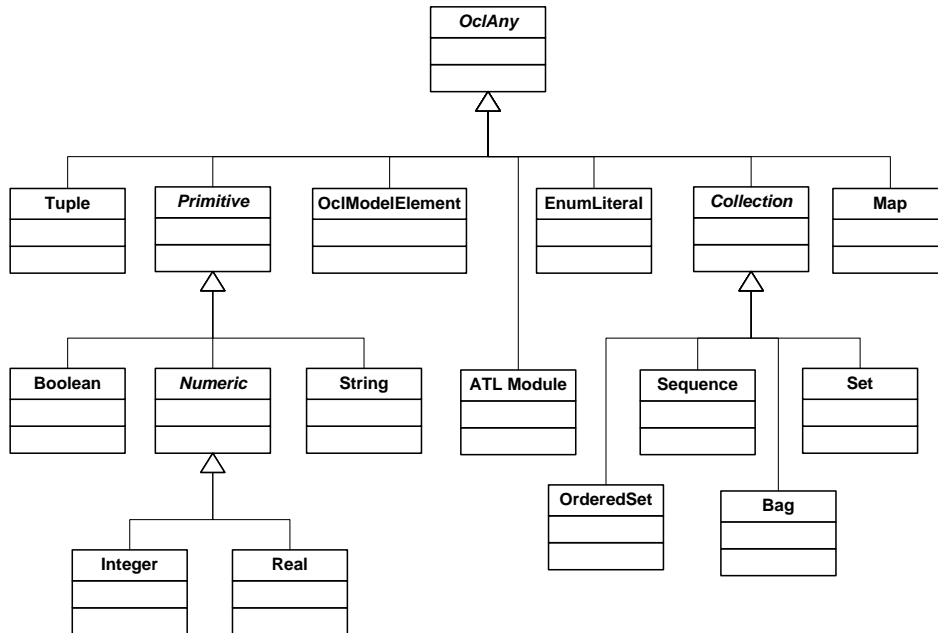 OclAny
Tuple
Primitive
OclModelElement
EnumLiteral
Collection
Map
Boolean
Numeric
String
ATL Module
Sequence
Set
OrderedSet
Bag
Integer
Real